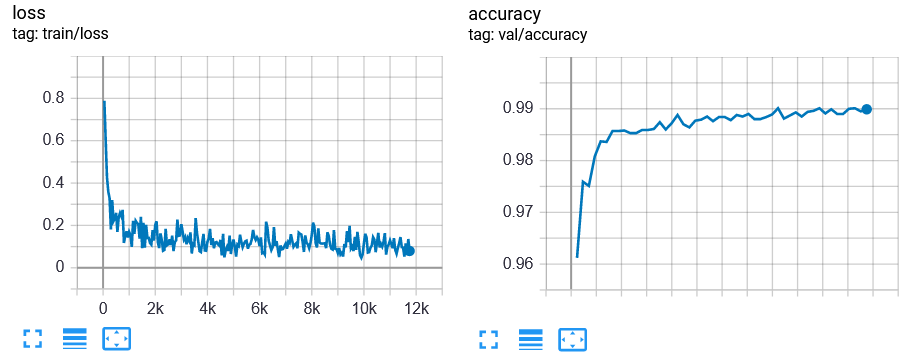 loss
tag: train/loss
0.8
0.6
0.4
0.2
0
0 2k 4k 6k 8k 10k 12k
accuracy
tag: val/accuracy
0.99
0.98
0.97
0.96